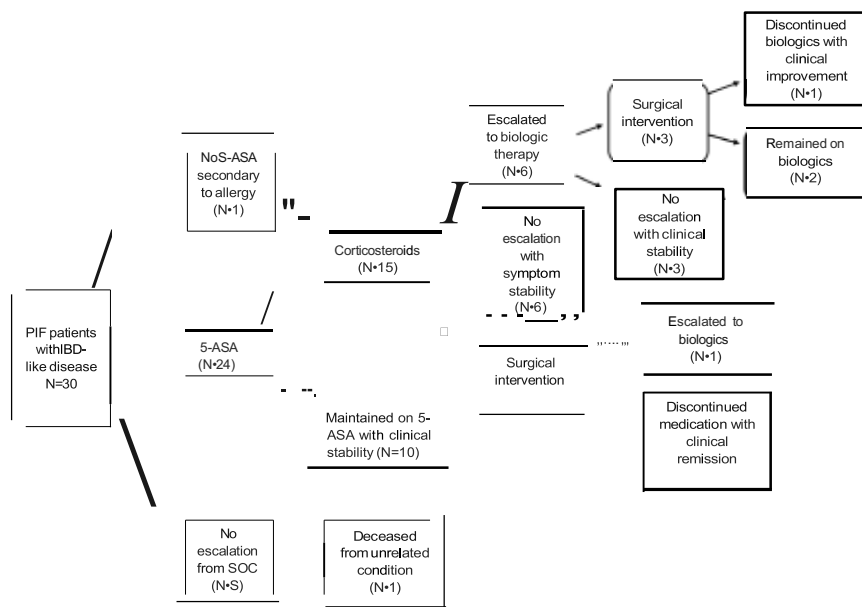 PIF patients
withIBD-
like disease
N=30
NoS-ASA
secondary
to allergy
(N•1)
5-ASA
(N•24)
No
escalation
from SOC
(N•S)
Corticosteroids
(N•15)
Maintained on 5-
ASA with clinical
stability (N=10)
Deceased
from unrelated
condition
(N•1)
Escalated
to biologic
therapy
(N•6)
No
escalation
with
symptom
stability
(N•6)
Surgical
intervention
Surgical
intervention
(N•3)
No
escalation
with clinical
stability
(N•3)
Escalated to
biologics
(N•1)
Discontinued
medication with
clinical
remission
Discontinued
biologics with
clinical
improvement
(N•1)
Remained on
biologics
(N•2)